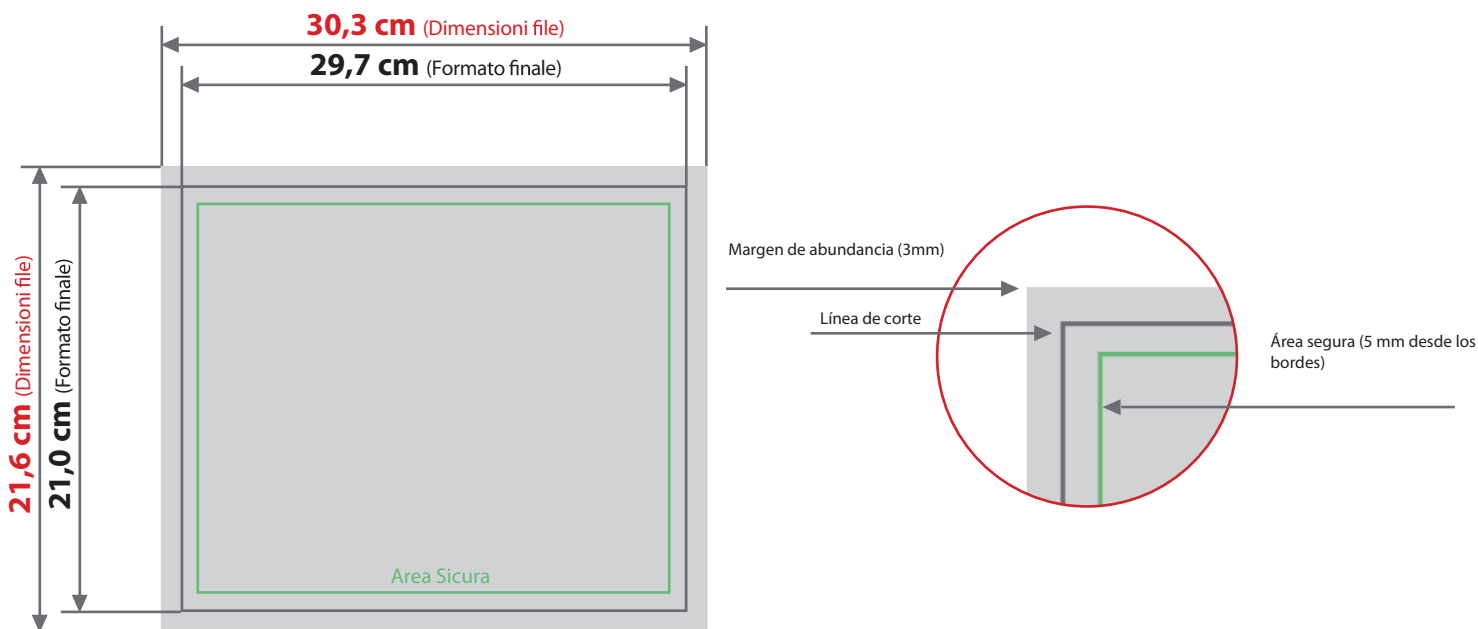 30,3 cm (Dimensioni file)
29,7 cm (Formato finale)
21,6 cm (Dimensioni file)
21,0 cm (Formato finale)
Area Sicura
Margen de abundancia (3mm)
Línea de corte
Área segura (5 mm desde los
bordes)